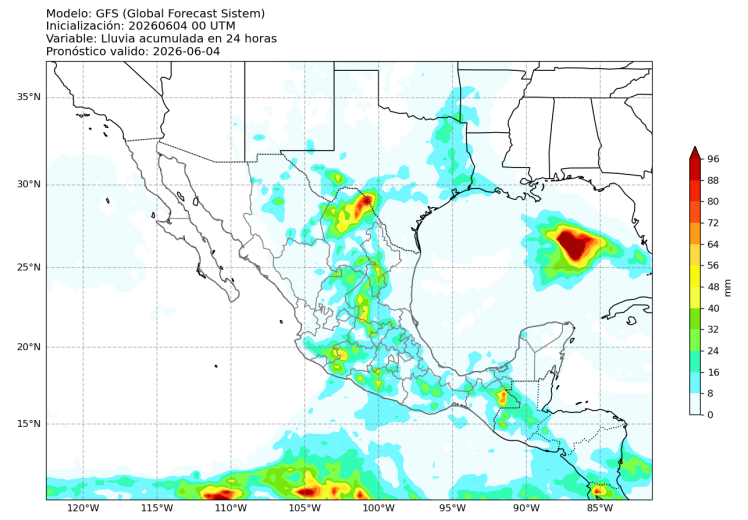 Modelo: GFS (Global Forecast Sistem)
Inicialización: 20260604 00 UTM
Variable: Lluvia acumulada en 24 horas
Pronóstico valido: 2026-06-04
35°N
30°N
25°N
20°N
15°N
120°W 115°W 110°W 105°W 100°W 95°W 90°W 85°W
96
88
80
72
64
56
48
40
32
24
16
8
0
mm